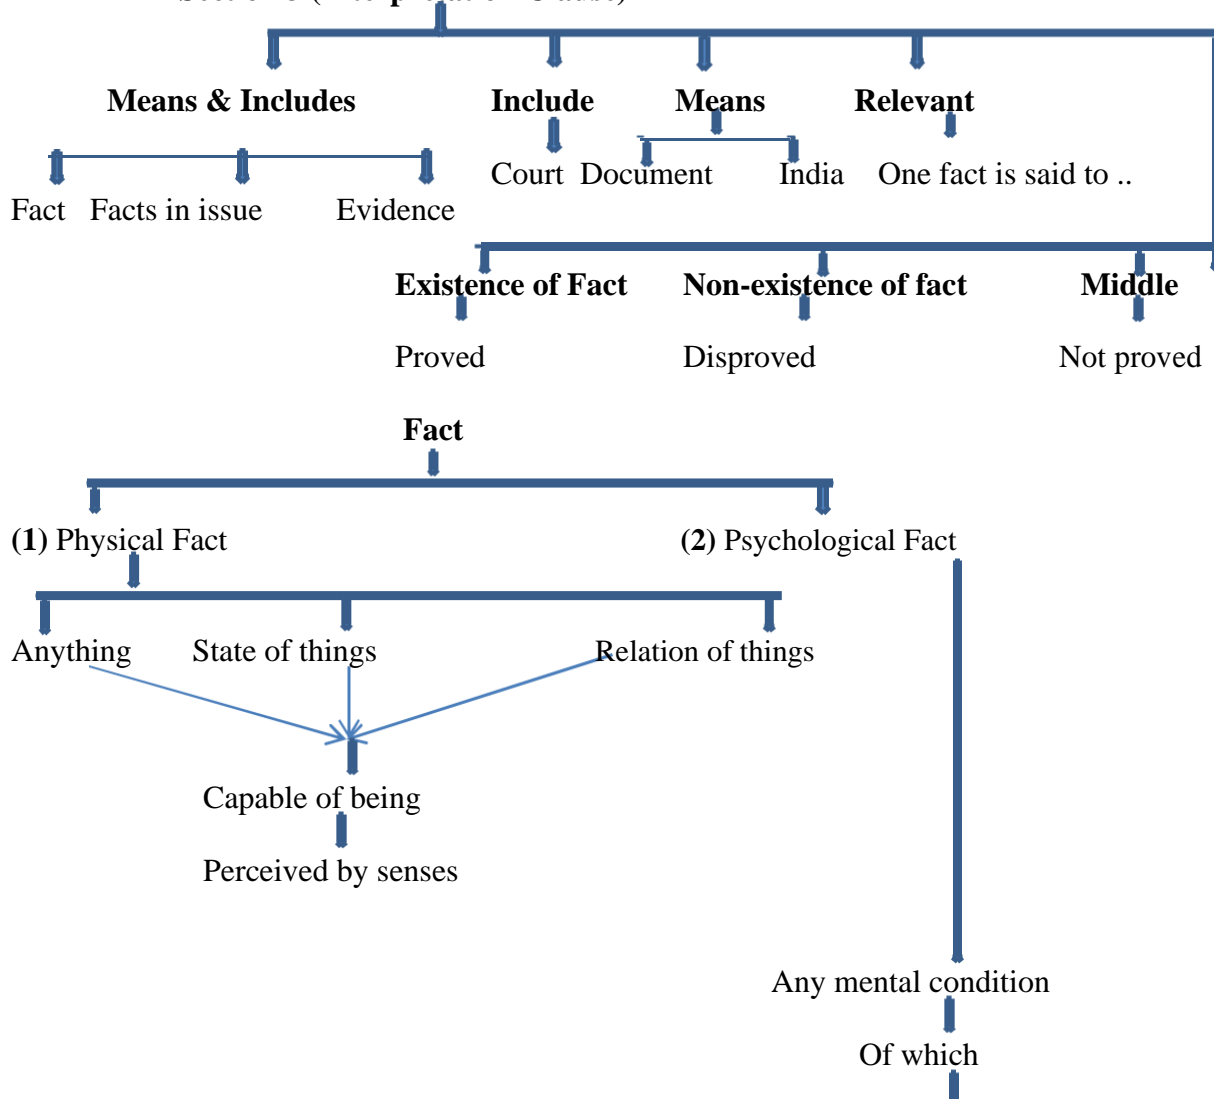 Means & Includes Include Means Relevant
Court Document India One fact is said to ..
Fact Facts in issue Evidence
Existence of Fact Non-existence of fact Middle
Proved Disproved Not proved
Fact
(1) Physical Fact (2) Psychological Fact
Anything State of things Relation of things
Capable of being
Perceived by senses
Any mental condition
Of which